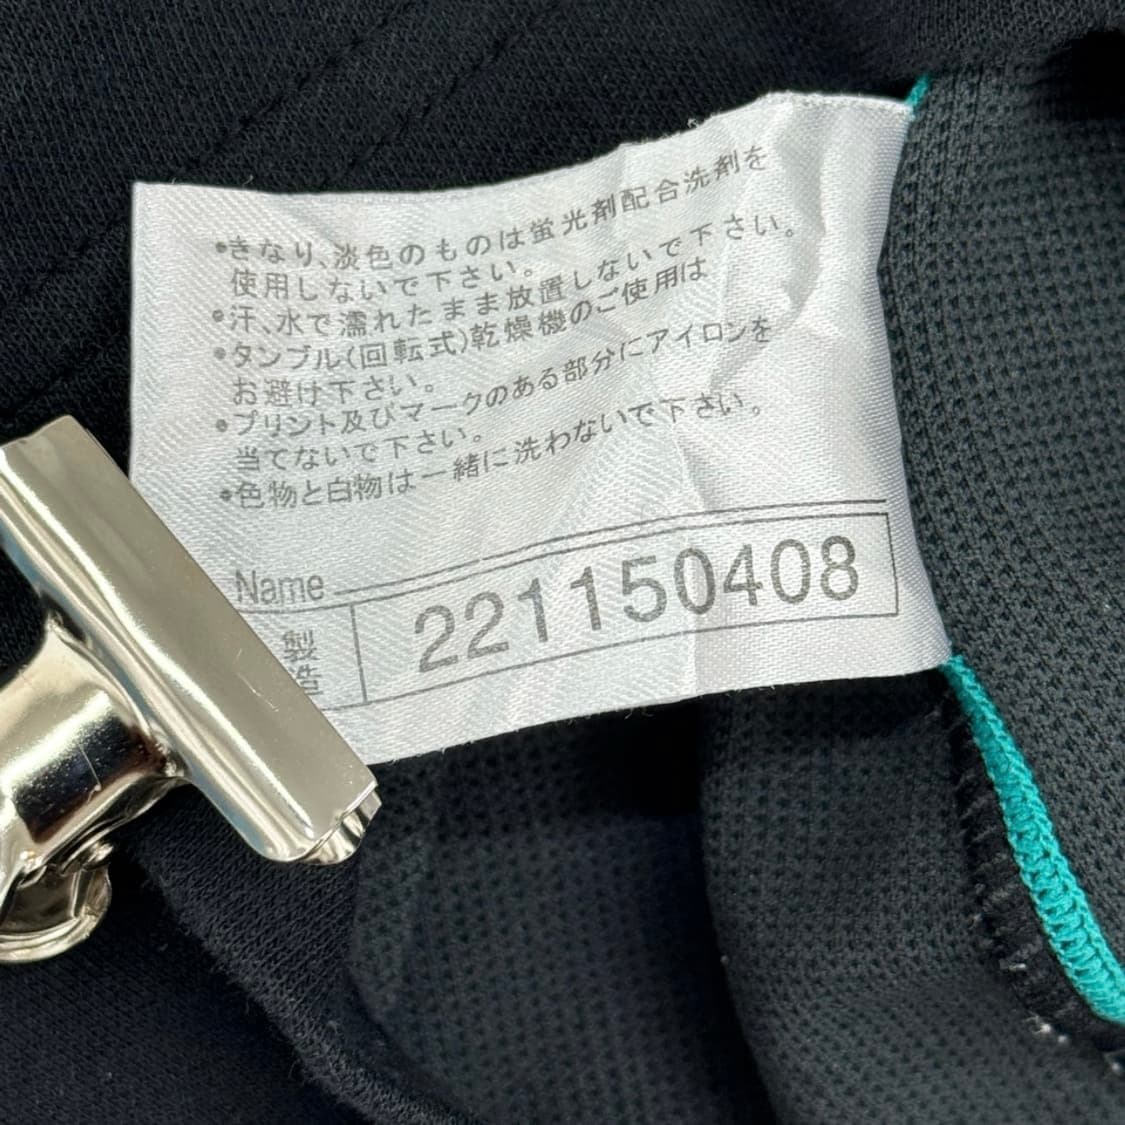 •きなり、淡色のものは蛍光剤配合洗剤を
使用しないで下さい。
•汗、水で濡れたまま放置しないで下さい。
•タンブル(回転式)乾燥機のご使用は
お避け下さい。
•プリント及びマークのある部分にアイロンを
当てないで下さい。
•色物と白物は一緒に洗わないで下さい。
Name
製造
221150408